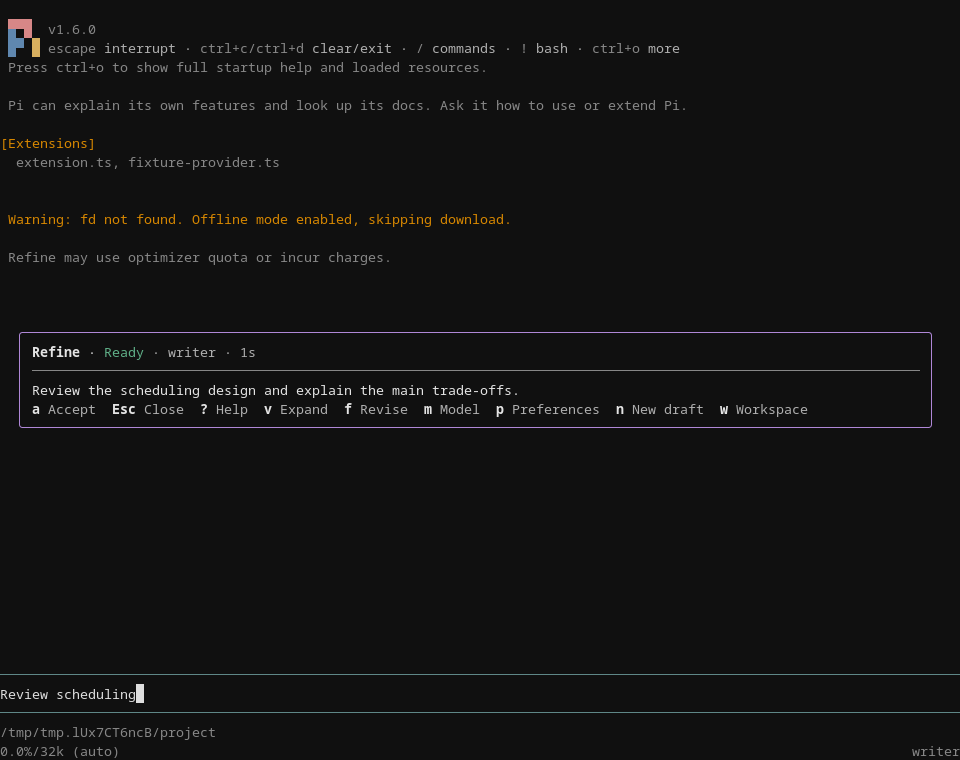 v1.6.0
escape interrupt · ctrl+c/ctrl+d clear/exit · / commands · ! bash · ctrl+o more
Press ctrl+o to show full startup help and loaded resources.
Pi can explain its own features and look up its docs. Ask it how to use or extend Pi.
[Extensions]
extension.ts, fixture-provider.ts
Warning: fd not found. Offline mode enabled, skipping download.
Refine may use optimizer quota or incur charges.
Refine · Ready · writer · 1s
Review the scheduling design and explain the main trade-offs.
a Accept  Esc Close  ? Help  v Expand  f Revise  m Model  p Preferences  n New draft  w Workspace
Review scheduling
/tmp/tmp.lUx7CT6ncB/project
0.0%/32k (auto) writer